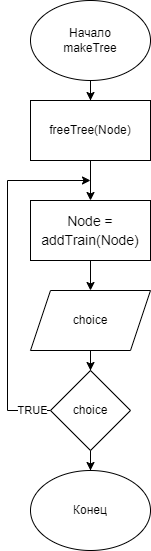 Начало
makeTree
freeTree(Node)
Node =
addTrain(Node)
choice
TRUE
choice
Конец